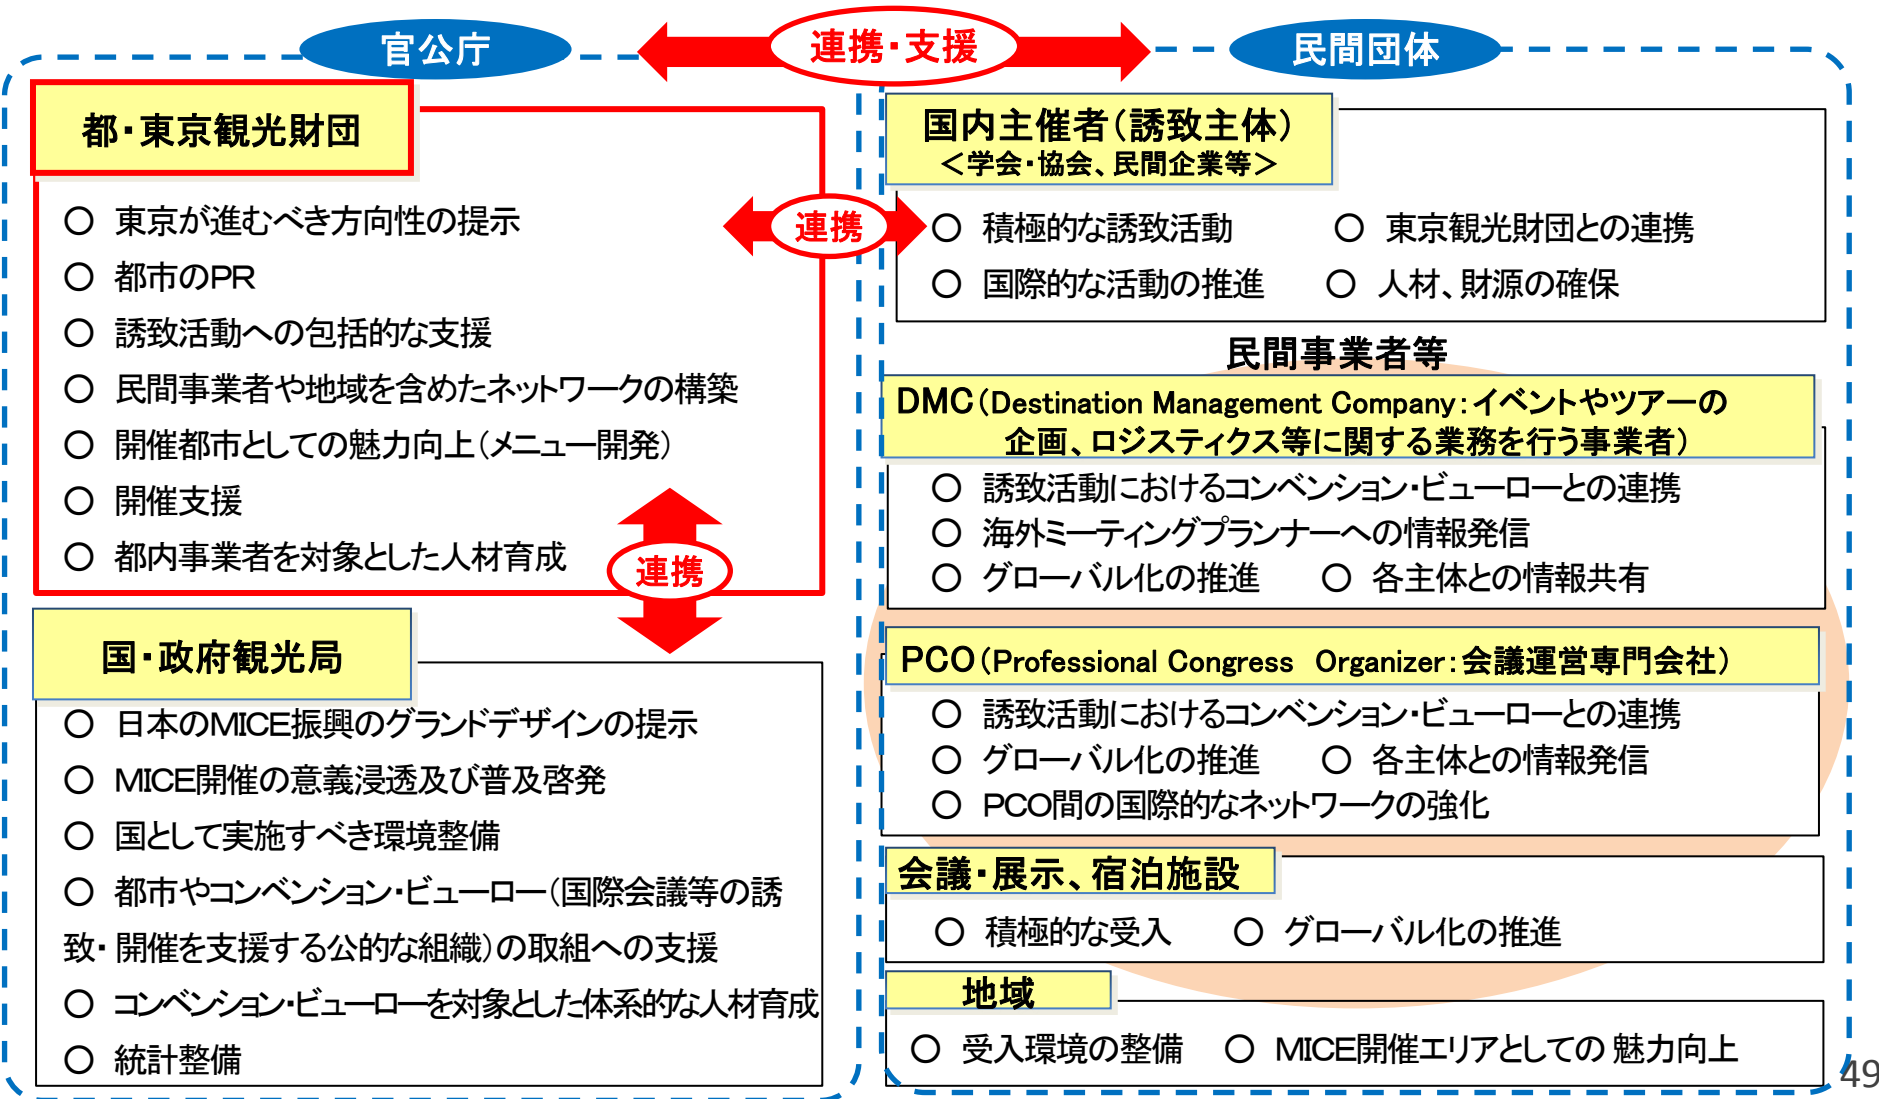 官公庁
連携・支援
民間団体
都・東京観光財団
○ 東京が進むべき方向性の提示
○ 都市のPR
○ 誘致活動への包括的な支援
○ 民間事業者や地域を含めたネットワークの構築
○ 開催都市としての魅力向上（メニュー開発）
○ 開催支援
○ 都内事業者を対象とした人材育成
連携
連携
国・政府観光局
○ 日本のMICE振興のグランドデザインの提示
○ MICE開催の意義浸透及び普及啓発
○ 国として実施すべき環境整備
○ 都市やコンベンション・ビューロー（国際会議等の誘
致・開催を支援する公的な組織）の取組への支援
○ コンベンション・ビューローを対象とした体系的な人材育成
○ 統計整備
国内主催者（誘致主体）
＜学会・協会、民間企業等＞
○ 積極的な誘致活動 ○ 東京観光財団との連携
○ 国際的な活動の推進 ○ 人材、財源の確保
民間事業者等
DMC（Destination Management Company：イベントやツアーの
企画、ロジスティクス等に関する業務を行う事業者）
○ 誘致活動におけるコンベンション・ビューローとの連携
○ 海外ミーティングプランナーへの情報発信
○ グローバル化の推進 ○ 各主体との情報共有
PCO（Professional Congress Organizer：会議運営専門会社）
○ 誘致活動におけるコンベンション・ビューローとの連携
○ グローバル化の推進 ○ 各主体との情報発信
○ PCO間の国際的なネットワークの強化
会議・展示、宿泊施設
○ 積極的な受入 ○ グローバル化の推進
地域
○ 受入環境の整備 ○ MICE開催エリアとしての 魅力向上
49